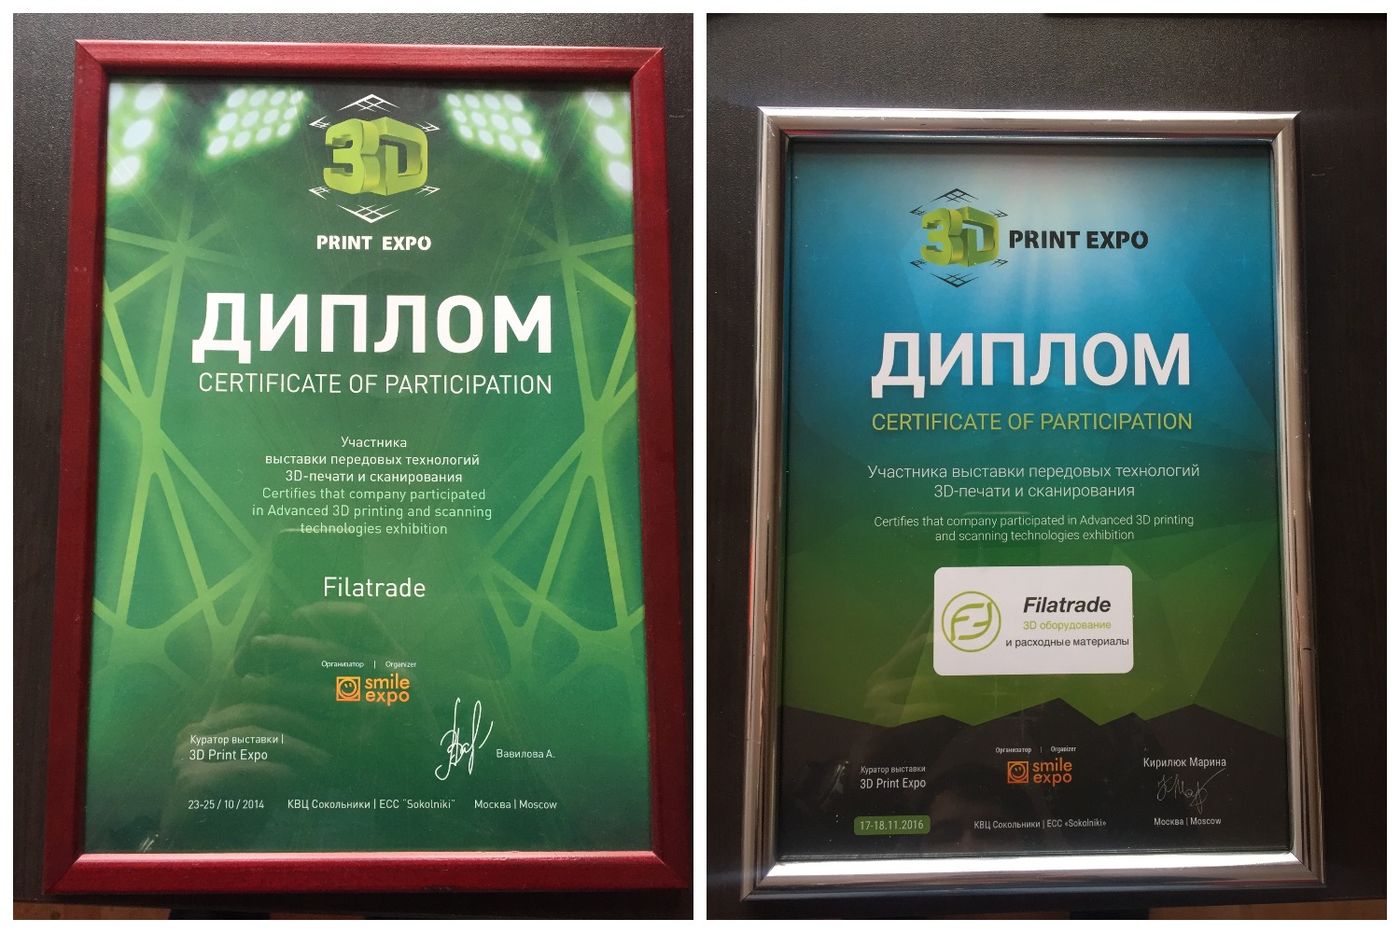 3D
PRINT EXPO
ДИПЛОМ
CERTIFICATE OF PARTICIPATION
Участника
выставки передовых технологий
3D-печати и сканирования
Certifies that company participated
in Advanced 3D printing and scanning
technologies exhibition
Filatrade
Организатор | Organizer
smile
expo
Куратор выставки |
3D Print Expo
Вавилова А.
23-25 / 10 / 2014 КВЦ Сокольники | ECC "Sokolniki" Москва | Moscow
3D PRINT EXPO
ДИПЛОМ
CERTIFICATE OF PARTICIPATION
Участника выставки передовых технологий
3D-печати и сканирования
Certifies that company participated in Advanced 3D printing
and scanning technologies exhibition
Filatrade
3D оборудование
и расходные материалы
Организатор | Organizer
smile
expo
Куратор выставки
3D Print Expo
Кирилюк Марина
17-18.11.2016 КВЦ Сокольники | ECC «Sokolniki» Москва | Moscow